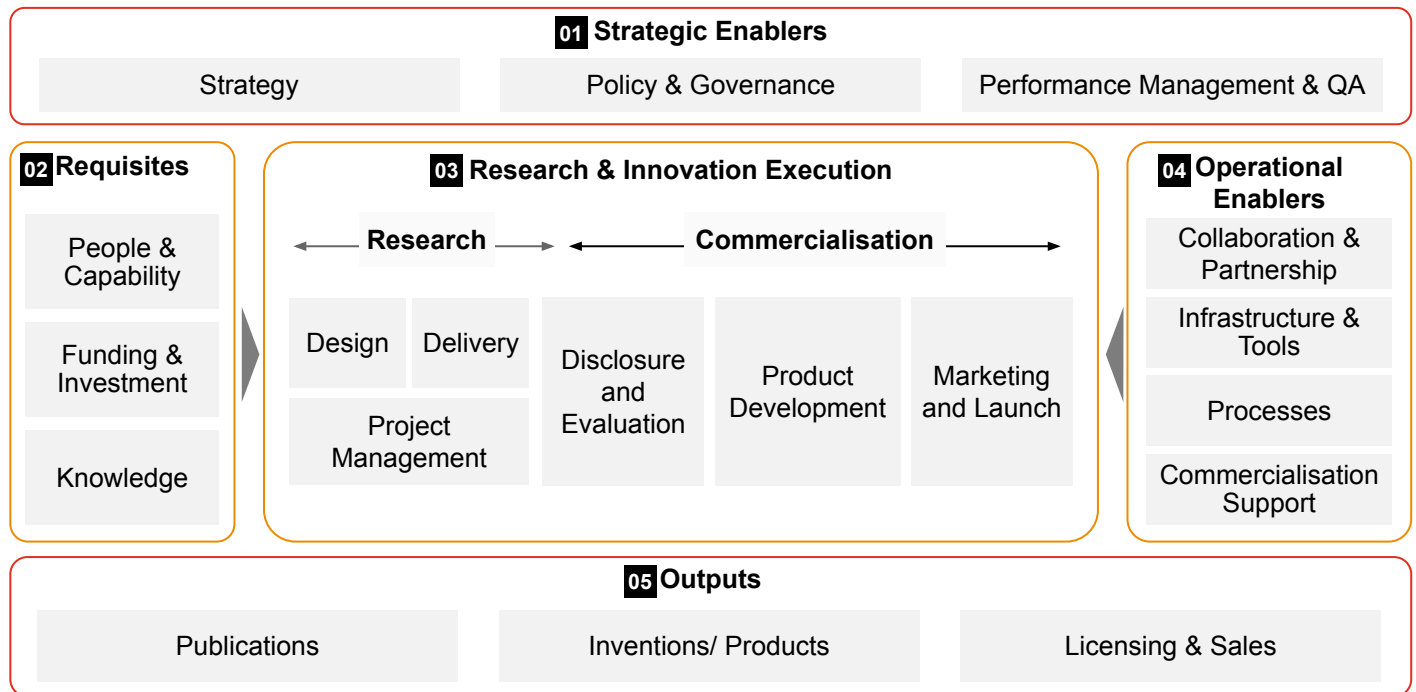 01 Strategic Enablers
Strategy
Policy & Governance
Performance Management & QA
02 Requisites
People &
Capability
Funding &
Investment
Knowledge
03 Research & Innovation Execution
Research
Commercialisation
Design
Delivery
Project
Management
Disclosure
and
Evaluation
Product
Development
Marketing
and Launch
04 Operational
Enablers
Collaboration &
Partnership
Infrastructure &
Tools
Processes
Commercialisation
Support
05 Outputs
Publications
Inventions/ Products
Licensing & Sales